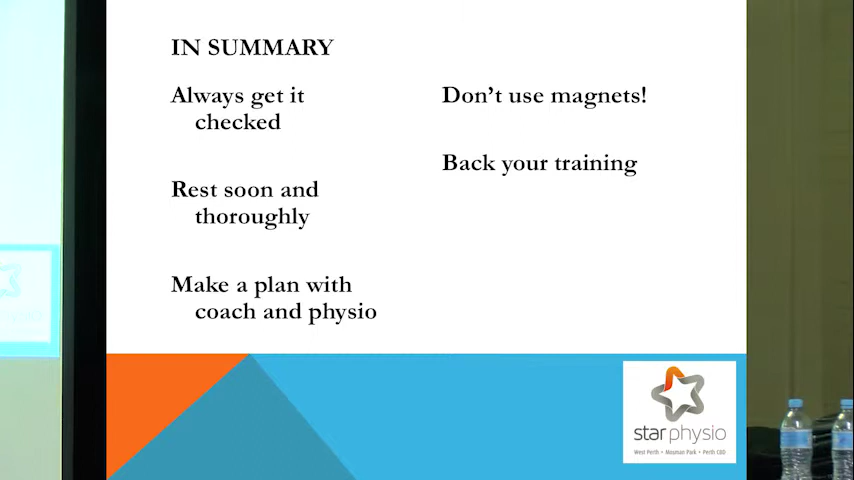 IN SUMMARY
Always get it
checked
Rest soon and
thoroughly
Make a plan with
coach and physio
Don't use magnets!
Back your training
star physio
West Perth • Mosman Park • Perth CBD